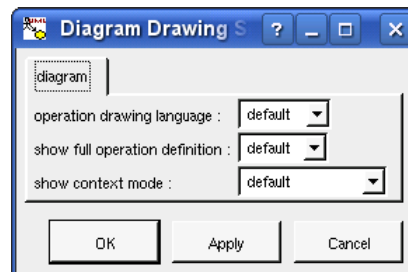 Diagram Drawing S
diagram
operation drawing language : default
show full operation definition : default
show context mode : default
OK Apply Cancel